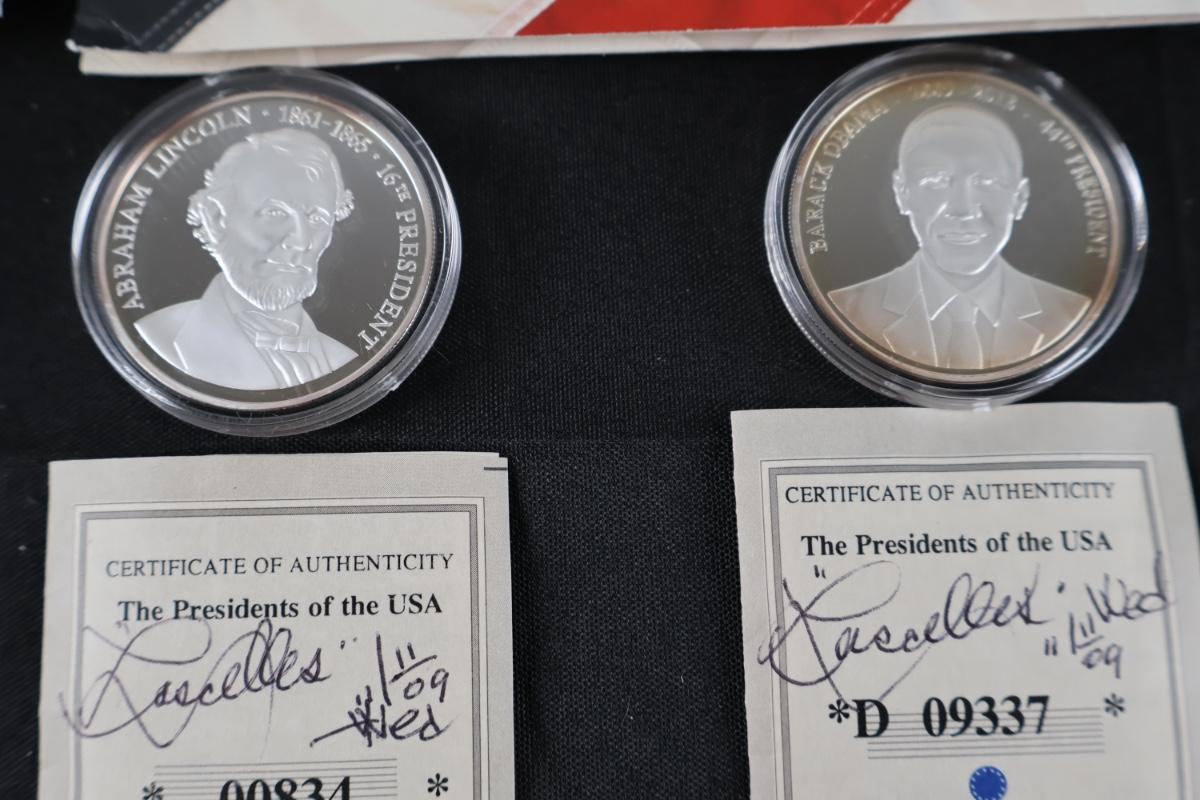 ABRAHAM LINCOLN · 1861-1865 · 16TH PRESIDENT
BARACK OBAMA · 2009-2013 · 44TH PRESIDENT
CERTIFICATE OF AUTHENTICITY
The Presidents of the USA
"Lascelles" "1/11/09
Wed
* 00834 *
CERTIFICATE OF AUTHENTICITY
The Presidents of the USA
"Lascelles" Wed
"1/11/09
*D 09337 *